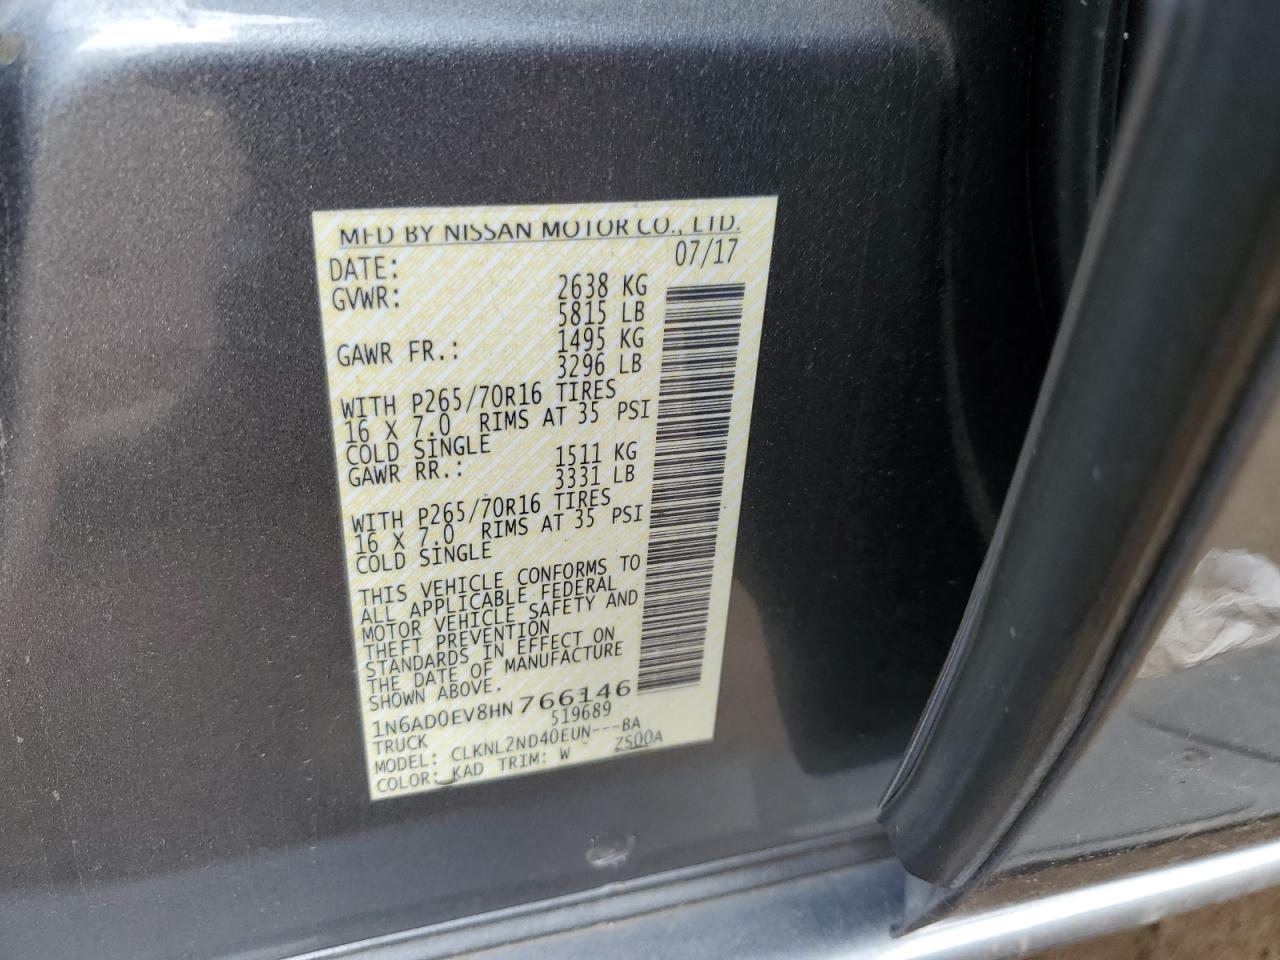 MFD BY NISSAN MOTOR CO., LTD.
DATE: 07/17
GVWR: 2638 KG
5815 LB
GAWR FR.: 1495 KG
3296 LB
WITH P265/70R16 TIRES
16 X 7.0 RIMS AT 35 PSI
COLD SINGLE
GAWR RR.: 1511 KG
3331 LB
WITH P265/70R16 TIRES
16 X 7.0 RIMS AT 35 PSI
COLD SINGLE
THIS VEHICLE CONFORMS TO
ALL APPLICABLE FEDERAL
MOTOR VEHICLE SAFETY AND
THEFT PREVENTION
STANDARDS IN EFFECT ON
THE DATE OF MANUFACTURE
SHOWN ABOVE.
1N6AD0EV8HN766146
TRUCK 519689
MODEL: CLKNL2ND40EUN---BA
COLOR: KAD TRIM: W ZS00A